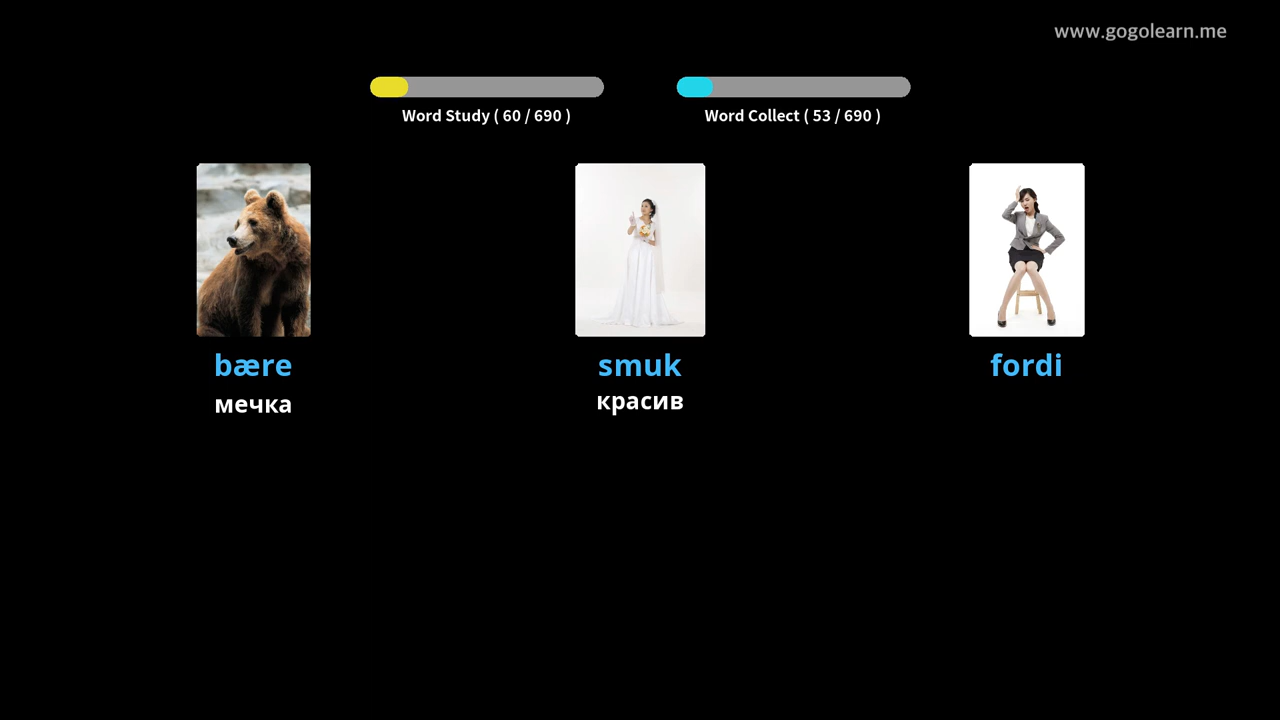 www.gogolearn.me
Word Study ( 60 / 690 )
Word Collect ( 53 / 690 )
bære
smuk
fordi
мечка
красив